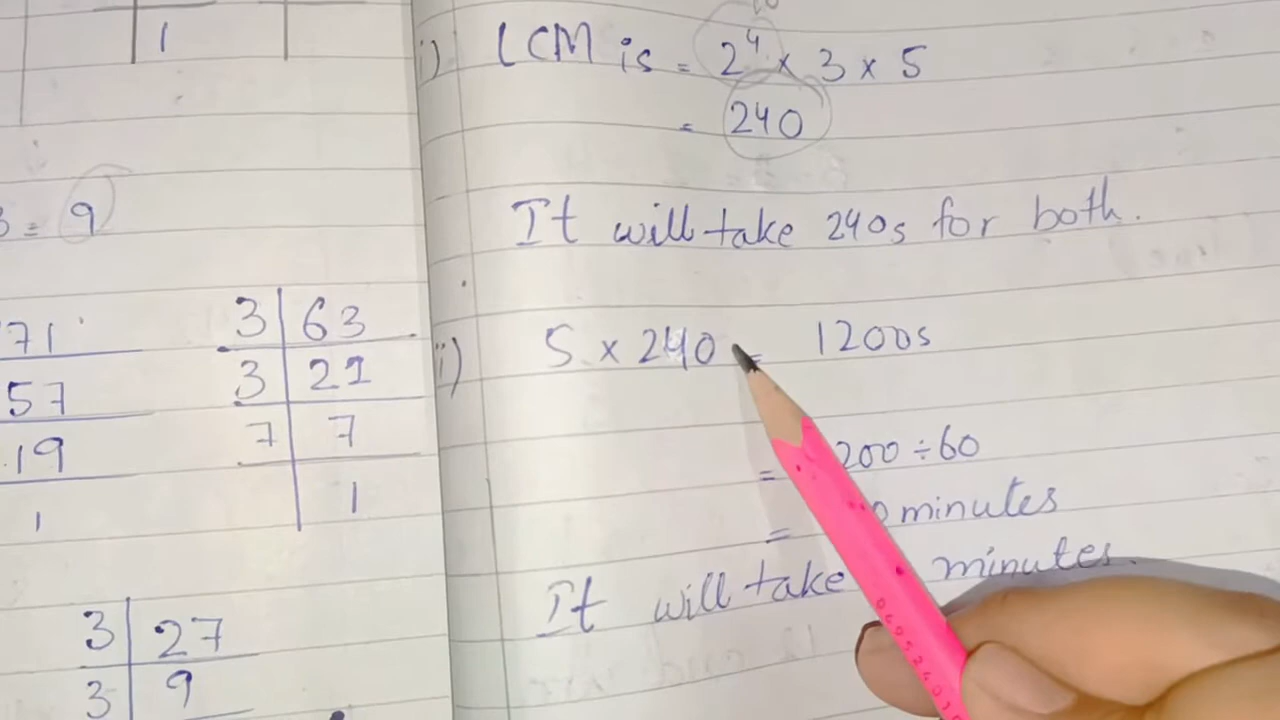 1
3 = 9
71
57
19
1
3 63
3 21
7 7
1
3 27
3 9
i) LCM is = 2⁴ × 3 × 5
= 240
It will take 240s for both.
ii) 5 × 240 = 1200s
= 200 ÷ 60
= 0 minutes
It will take minutes.